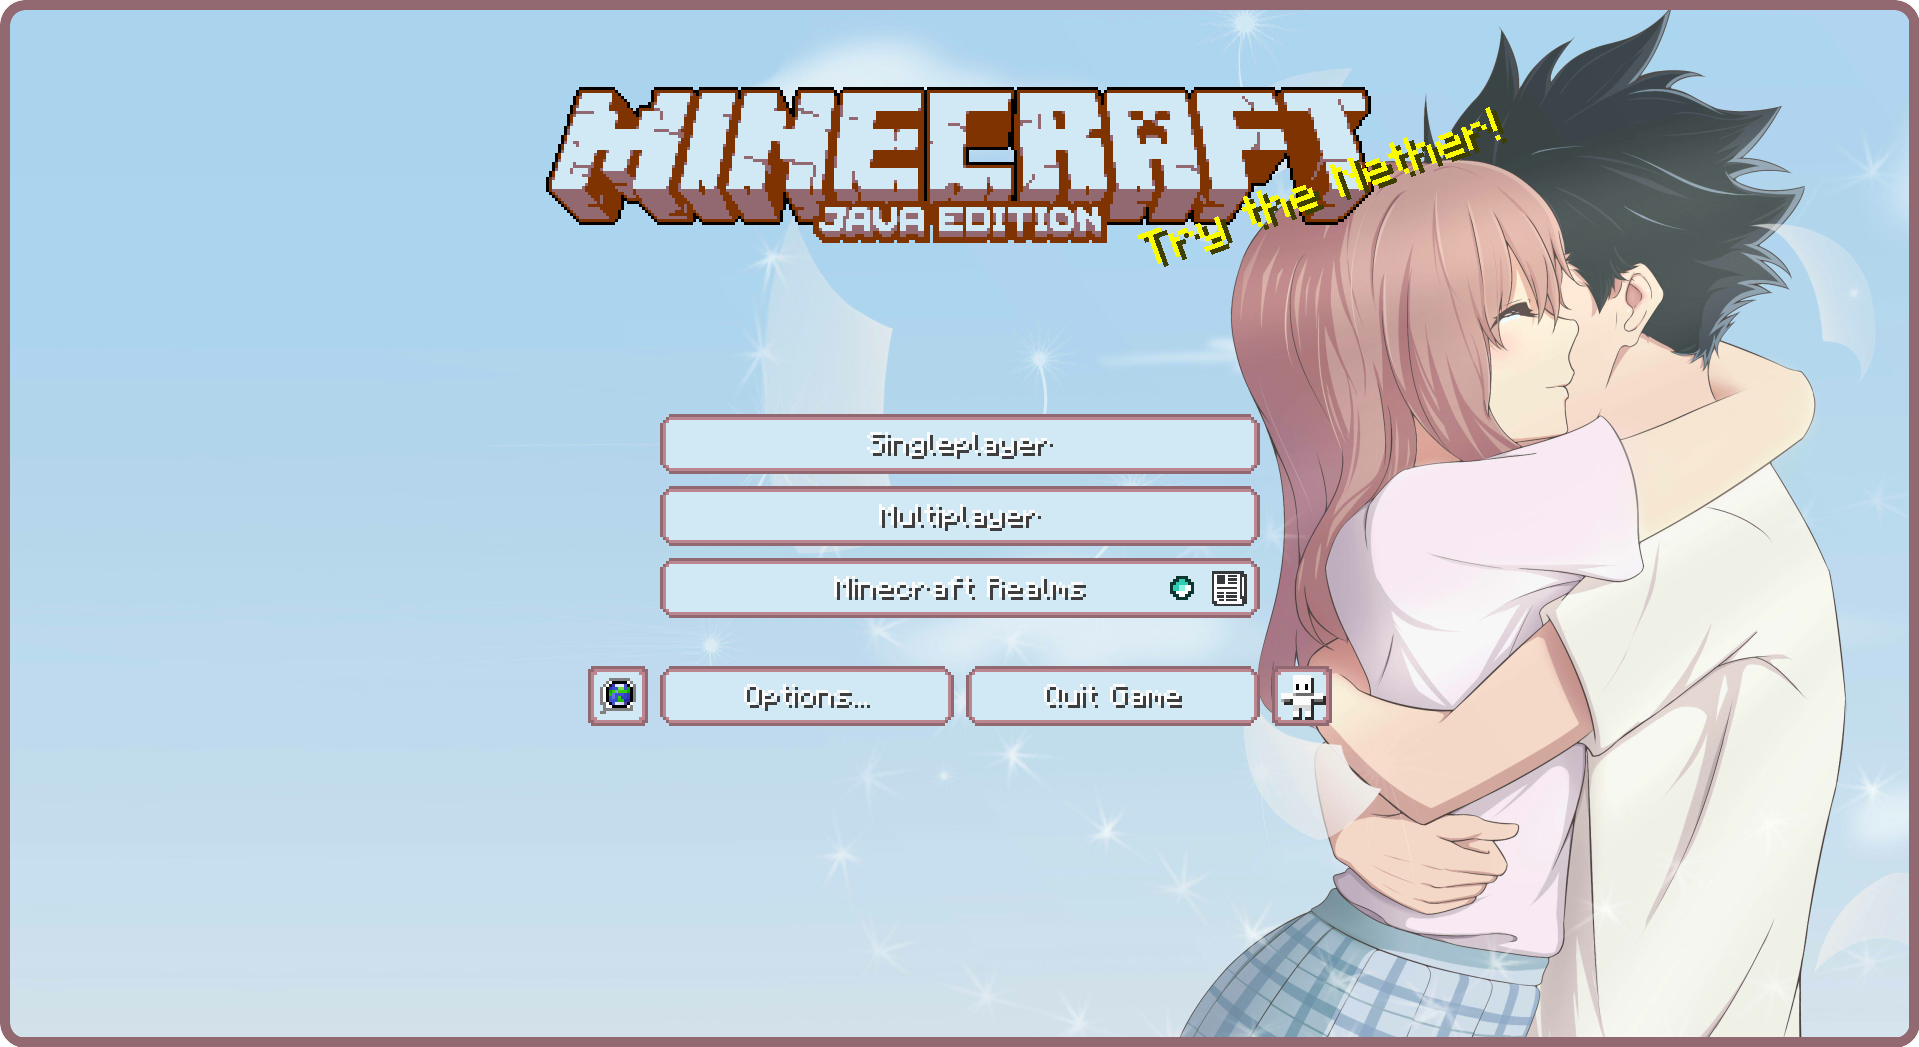 MINECRAFT
JAVA EDITION
Try the Nether!
Singleplayer
Multiplayer
Minecraft Realms
Options...
Quit Game